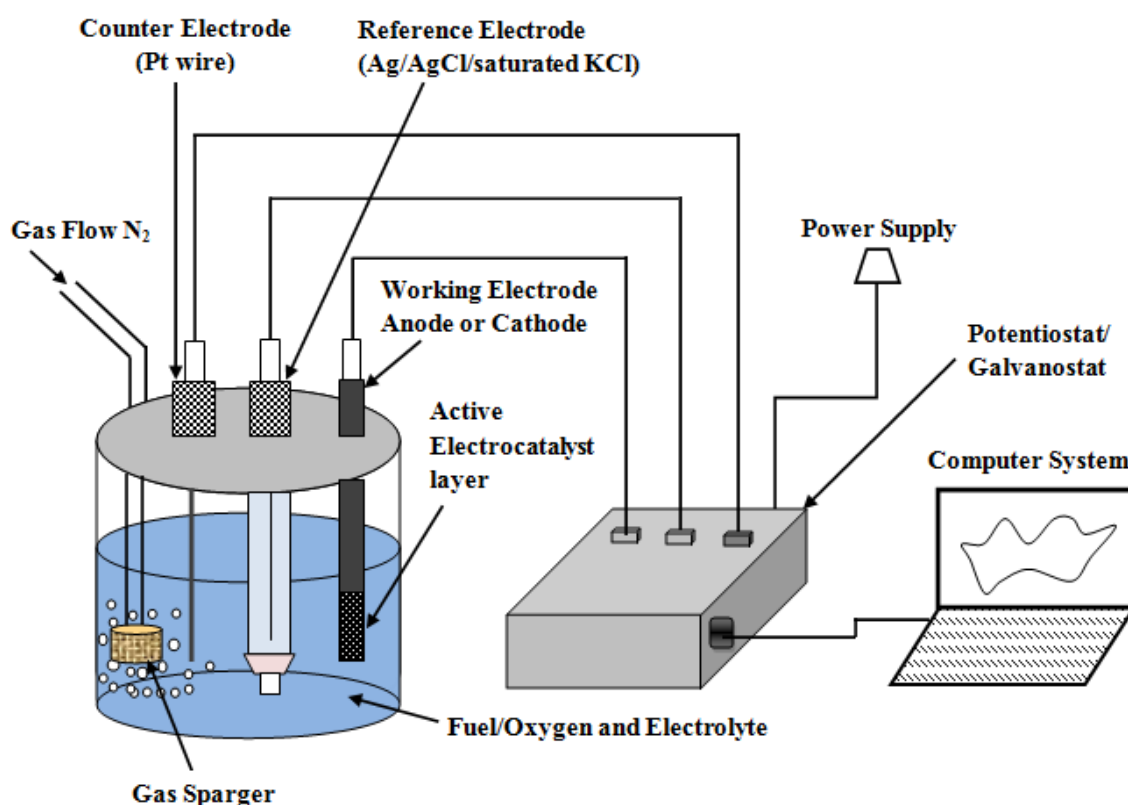 Counter Electrode
(Pt wire)
Reference Electrode
(Ag/AgCl/saturated KCl)
Gas Flow N₂
Power Supply
Working Electrode
Anode or Cathode
Potentiostat/
Galvanostat
Active
Electrocatalyst
layer
Computer System
Fuel/Oxygen and Electrolyte
Gas Sparger